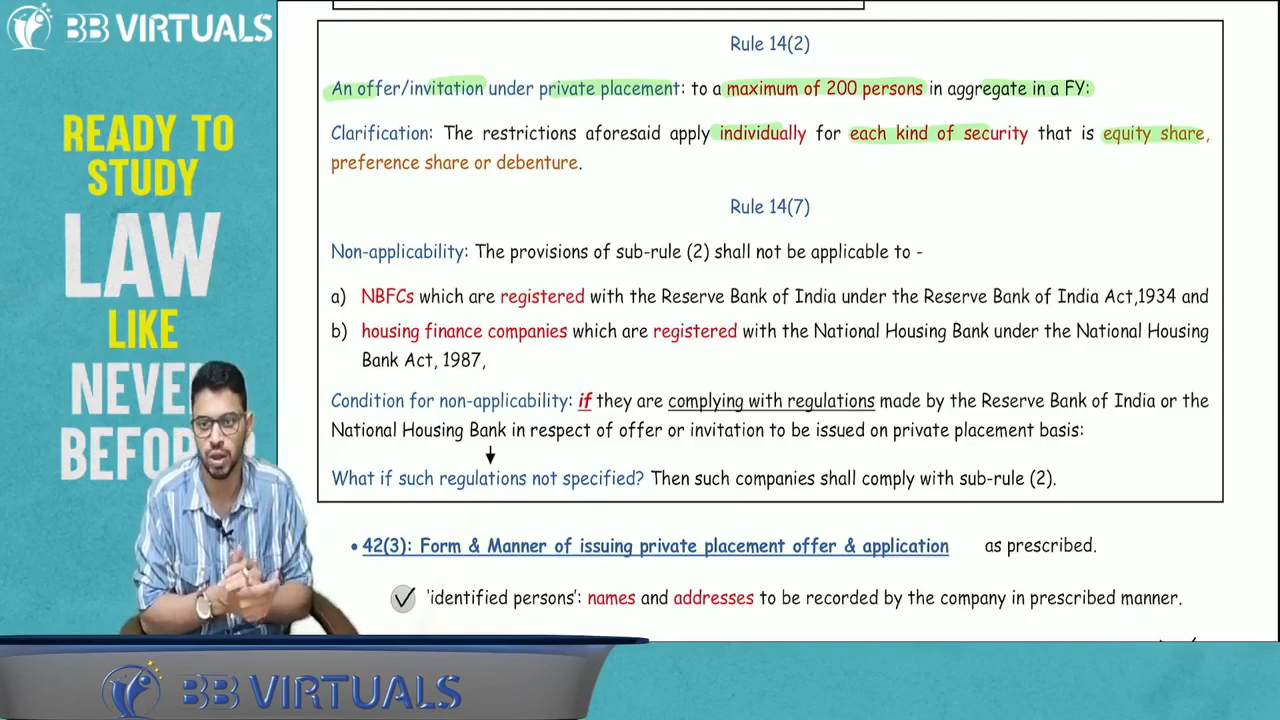 BB VIRTUALS
READY TO
STUDY
LAW
LIKE
NEVE
BEFO
Rule 14(2)
An offer/invitation under private placement: to a maximum of 200 persons in aggregate in a FY:
Clarification: The restrictions aforesaid apply individually for each kind of security that is equity share,
preference share or debenture.
Rule 14(7)
Non-applicability: The provisions of sub-rule (2) shall not be applicable to -
a) NBFCs which are registered with the Reserve Bank of India under the Reserve Bank of India Act,1934 and
b) housing finance companies which are registered with the National Housing Bank under the National Housing
Bank Act, 1987,
Condition for non-applicability: if they are complying with regulations made by the Reserve Bank of India or the
National Housing Bank in respect of offer or invitation to be issued on private placement basis:
What if such regulations not specified? Then such companies shall comply with sub-rule (2).
• 42(3): Form & Manner of issuing private placement offer & application as prescribed.
'identified persons': names and addresses to be recorded by the company in prescribed manner.
BB VIRTUALS